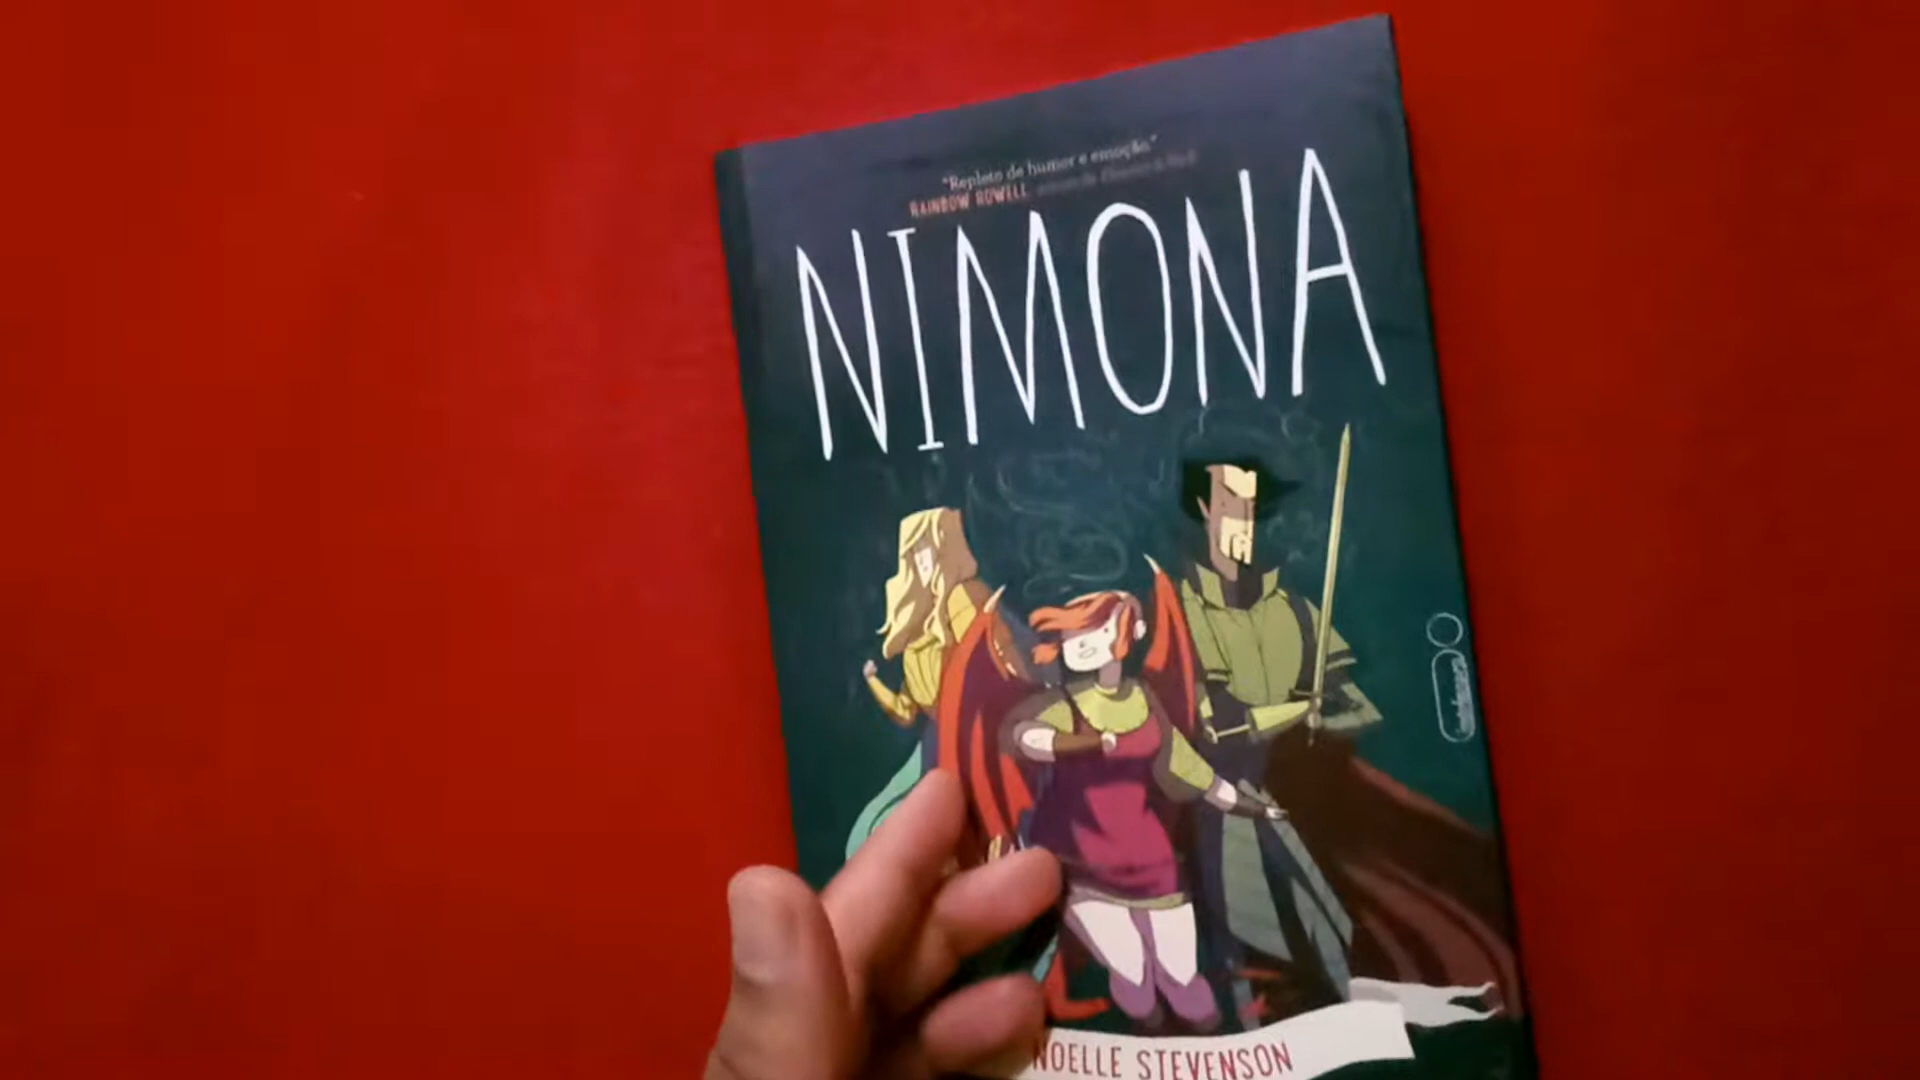 "Repleto de humor e emoção."
RAINBOW ROWELL
NIMONA
NOELLE STEVENSON